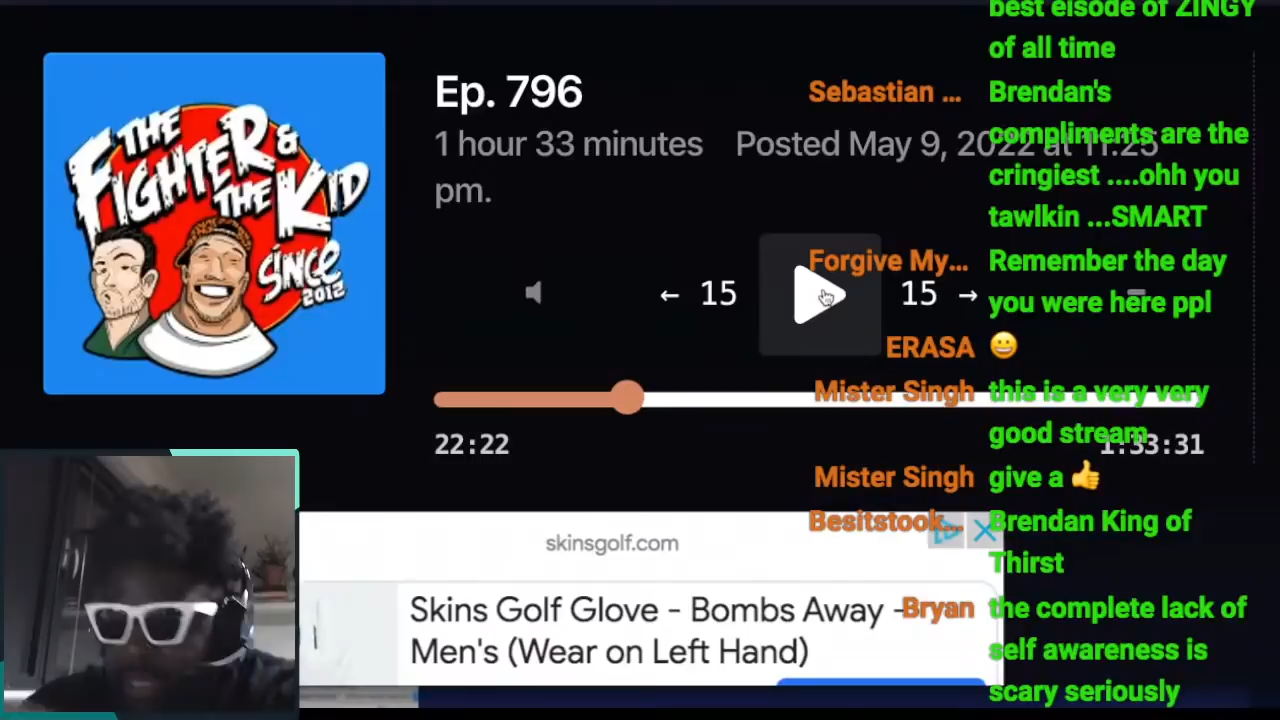 best elsode of ZINGY
of all time
THE
FIGHTER &
THE KID
SINCE
2012
Ep. 796
1 hour 33 minutes Posted May 9, 2022 at 11:25
pm.
← 15
15 →
22:22
1:33:31
Sebastian ... Brendan's
compliments are the
cringiest ....ohh you
tawlkin ...SMART
Forgive My... Remember the day
you were here ppl
ERASA 😀
Mister Singh this is a very very
good stream
Mister Singh give a 👍
Besitstook... Brendan King of
Thirst
Bryan the complete lack of
self awareness is
scary seriously
skinsgolf.com
Skins Golf Glove - Bombs Away -
Men's (Wear on Left Hand)